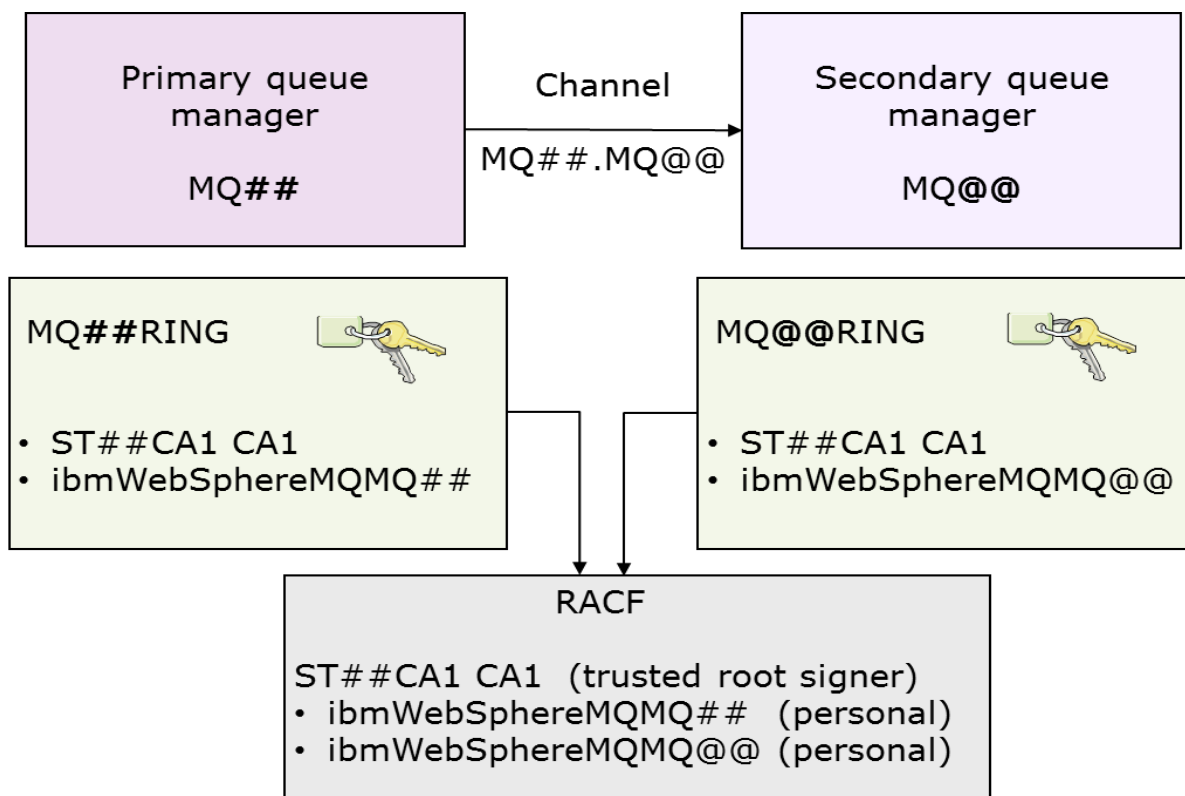 Primary queue
manager
MQ##
Channel
MQ##.MQ@@
Secondary queue
manager
MQ@@
MQ##RING
• ST##CA1 CA1
• ibmWebSphereMQMQ##
MQ@@RING
• ST##CA1 CA1
• ibmWebSphereMQMQ@@
RACF
ST##CA1 CA1 (trusted root signer)
• ibmWebSphereMQMQ## (personal)
• ibmWebSphereMQMQ@@ (personal)